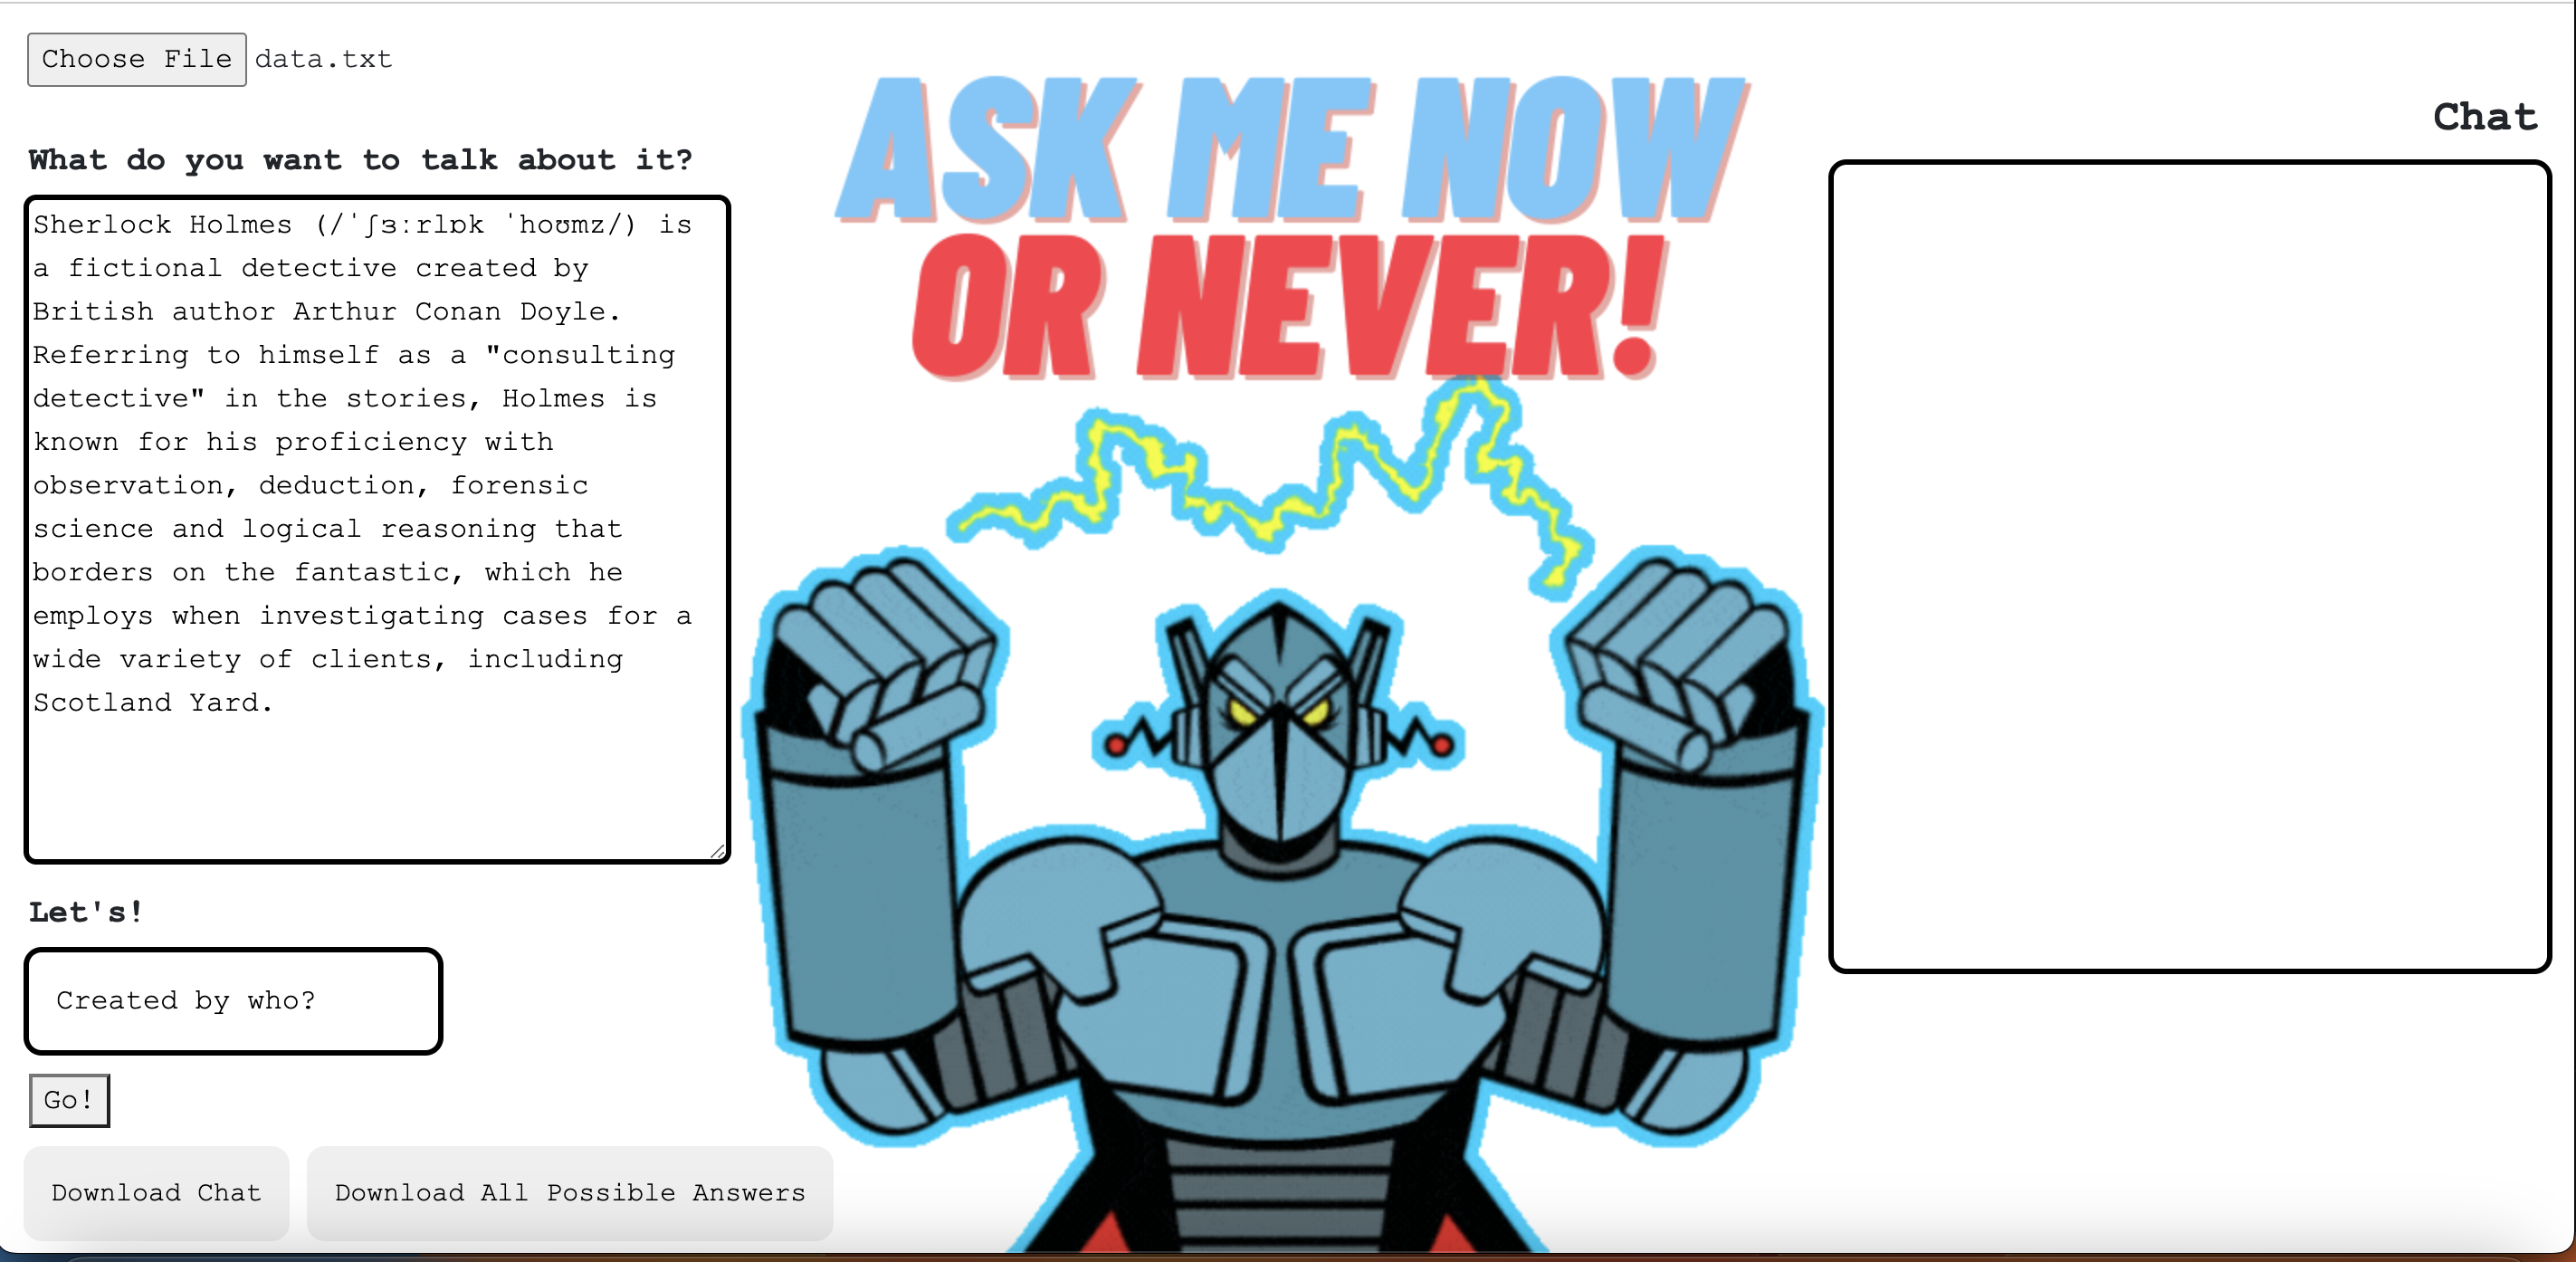 Choose File data.txt
What do you want to talk about it?
Sherlock Holmes (/ˈʃɜːrlɒk ˈhoʊmz/) is
a fictional detective created by
British author Arthur Conan Doyle.
Referring to himself as a "consulting
detective" in the stories, Holmes is
known for his proficiency with
observation, deduction, forensic
science and logical reasoning that
borders on the fantastic, which he
employs when investigating cases for a
wide variety of clients, including
Scotland Yard.
Let's!
Created by who?
Go!
Download Chat
Download All Possible Answers
ASK ME NOW
OR NEVER!
Chat